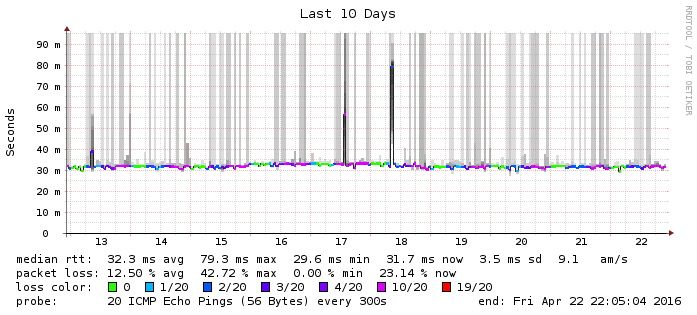 Last 10 Days
RRDTOOL / TOBI OETIKER
Seconds
90 m
80 m
70 m
60 m
50 m
40 m
30 m
20 m
10 m
0
13 14 15 16 17 18 19 20 21 22
median rtt: 32.3 ms avg 79.3 ms max 29.6 ms min 31.7 ms now 3.5 ms sd 9.1 am/s
packet loss: 12.50 % avg 42.72 % max 0.00 % min 23.14 % now
loss color: 0 1/20 2/20 3/20 4/20 10/20 19/20
probe: 20 ICMP Echo Pings (56 Bytes) every 300s end: Fri Apr 22 22:05:04 2016